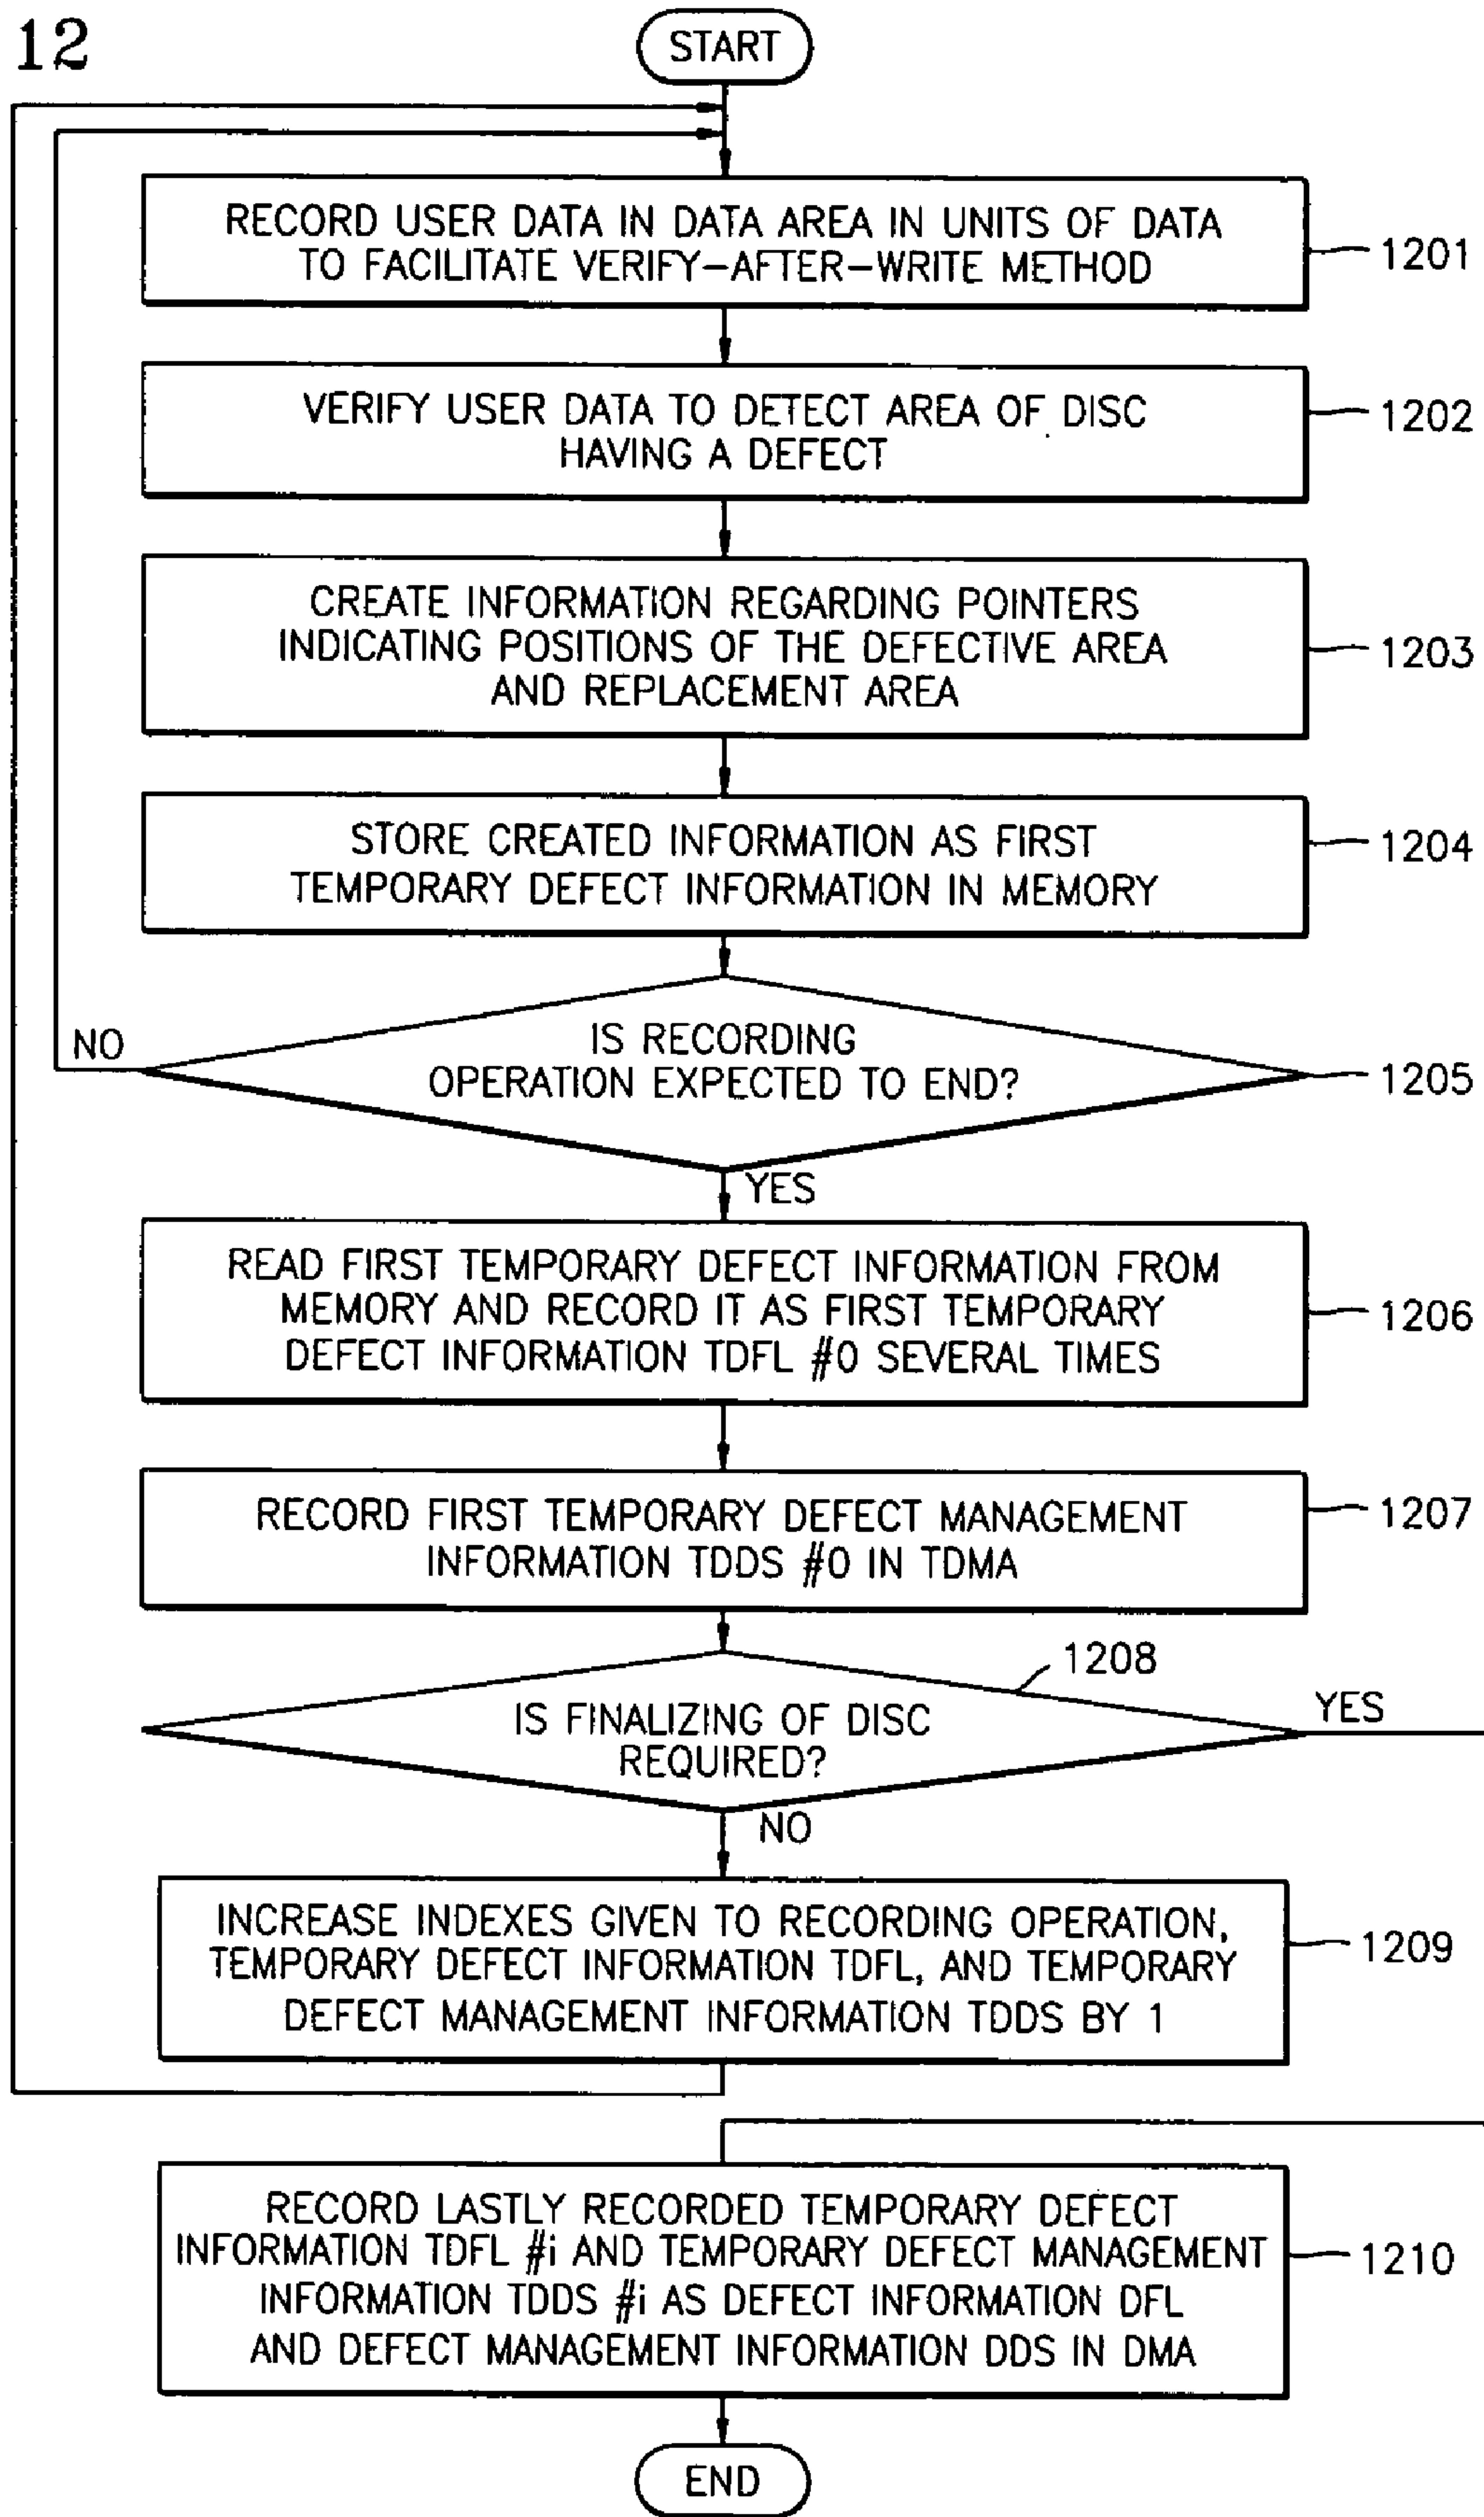 12
START
RECORD USER DATA IN DATA AREA IN UNITS OF DATA
TO FACILITATE VERIFY-AFTER-WRITE METHOD
1201
VERIFY USER DATA TO DETECT AREA OF DISC
HAVING A DEFECT
1202
CREATE INFORMATION REGARDING POINTERS
INDICATING POSITIONS OF THE DEFECTIVE AREA
AND REPLACEMENT AREA
1203
STORE CREATED INFORMATION AS FIRST
TEMPORARY DEFECT INFORMATION IN MEMORY
1204
NO
IS RECORDING
OPERATION EXPECTED TO END?
1205
YES
READ FIRST TEMPORARY DEFECT INFORMATION FROM
MEMORY AND RECORD IT AS FIRST TEMPORARY
DEFECT INFORMATION TDFL #0 SEVERAL TIMES
1206
RECORD FIRST TEMPORARY DEFECT MANAGEMENT
INFORMATION TDDS #0 IN TDMA
1207
1208
IS FINALIZING OF DISC
REQUIRED?
YES
NO
INCREASE INDEXES GIVEN TO RECORDING OPERATION,
TEMPORARY DEFECT INFORMATION TDFL, AND TEMPORARY
DEFECT MANAGEMENT INFORMATION TDDS BY 1
1209
RECORD LASTLY RECORDED TEMPORARY DEFECT
INFORMATION TDFL #i AND TEMPORARY DEFECT MANAGEMENT
INFORMATION TDDS #i AS DEFECT INFORMATION DFL
AND DEFECT MANAGEMENT INFORMATION DDS IN DMA
1210
END